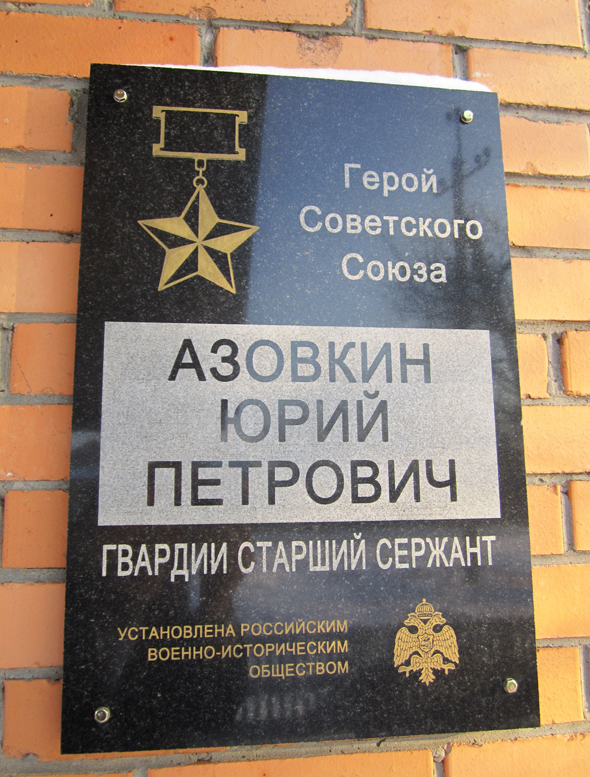 Герой
Советского
Союза
АЗОВКИН
ЮРИЙ
ПЕТРОВИЧ
ГВАРДИИ СТАРШИЙ СЕРЖАНТ
УСТАНОВЛЕНА РОССИЙСКИМ
ВОЕННО-ИСТОРИЧЕСКИМ
ОБЩЕСТВОМ